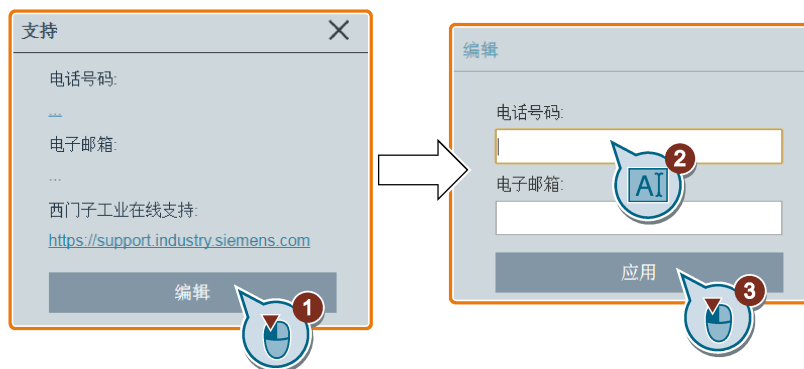 支持
电话号码:
...
电子邮箱:
...
西门子工业在线支持:
https://support.industry.siemens.com
编辑
1
编辑
电话号码:
2
AI
电子邮箱:
应用
3